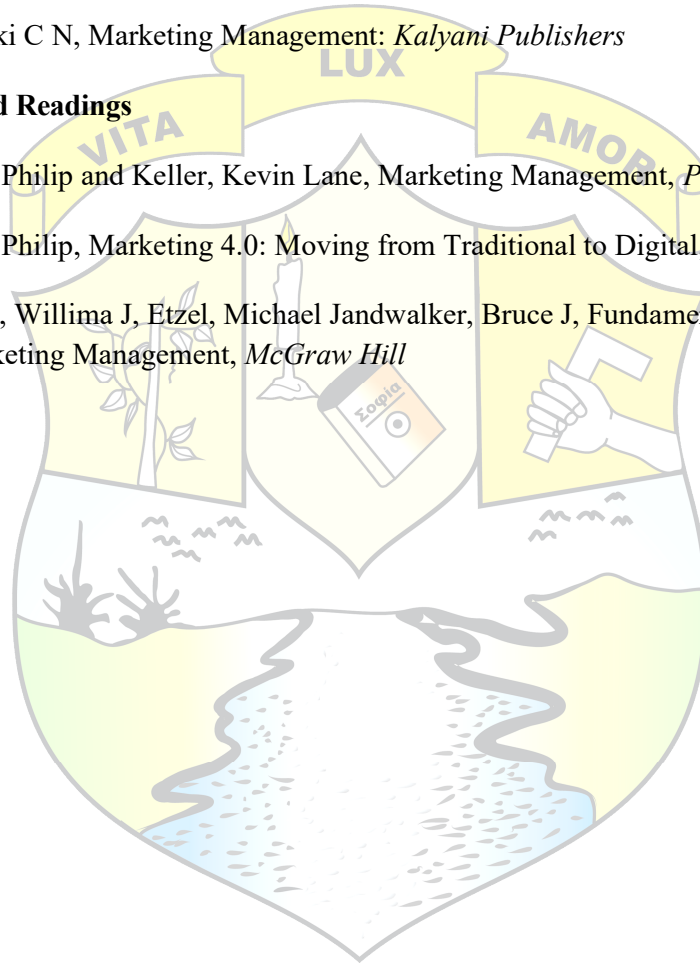 ki C N, Marketing Management: Kalyani Publishers
LUX
d Readings
VITA
AMOR
Philip and Keller, Kevin Lane, Marketing Management, P
Philip, Marketing 4.0: Moving from Traditional to Digital.
, Willima J, Etzel, Michael Jandwalker, Bruce J, Fundame
keting Management, McGraw Hill
Σοφία